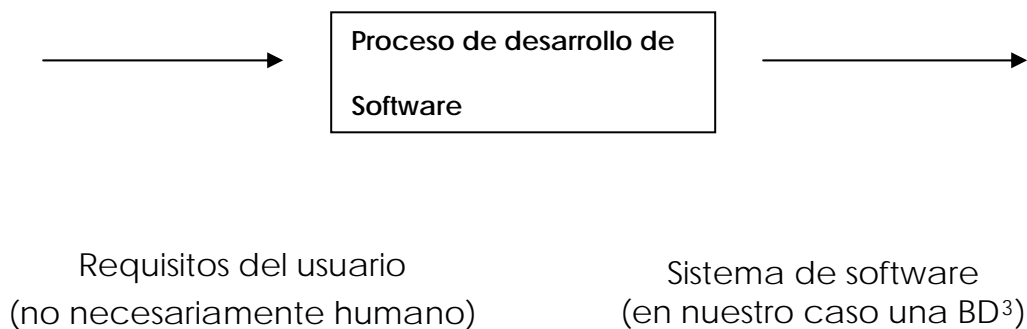 Proceso de desarrollo de
Software
Requisitos del usuario
(no necesariamente humano)
Sistema de software
(en nuestro caso una BD³)